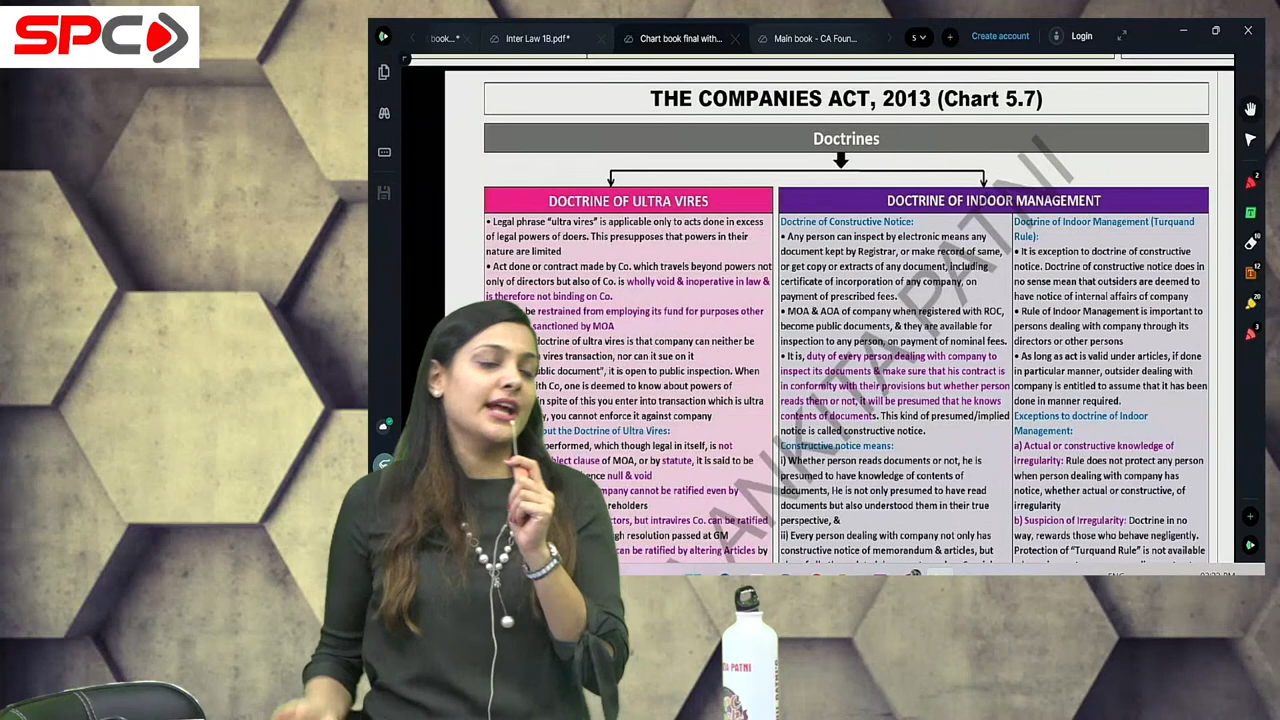 SPC
book...*
Inter Law 1B.pdf*
Chart book final with...
Main book - CA Foun...
5
Create account
Login
THE COMPANIES ACT, 2013 (Chart 5.7)
Doctrines
DOCTRINE OF ULTRA VIRES
• Legal phrase "ultra vires" is applicable only to acts done in excess
of legal powers of doers. This presupposes that powers in their
nature are limited
• Act done or contract made by Co. which travels beyond powers not
only of directors but also of Co. is wholly void & inoperative in law &
is therefore not binding on Co.
be restrained from employing its fund for purposes other
sanctioned by MOA
doctrine of ultra vires is that company can neither be
vires transaction, nor can it sue on it
public document", it is open to public inspection. When
with Co, one is deemed to know about powers of
in spite of this you enter into transaction which is ultra
, you cannot enforce it against company
out the Doctrine of Ultra Vires:
performed, which though legal in itself, is not
object clause of MOA, or by statute, it is said to be
hence null & void
company cannot be ratified even by
reholders
ctors, but intravires Co. can be ratified
gh resolution passed at GM
can be ratified by altering Articles by
DOCTRINE OF INDOOR MANAGEMENT
Doctrine of Constructive Notice:
• Any person can inspect by electronic means any
document kept by Registrar, or make record of same,
or get copy or extracts of any document, including
certificate of incorporation of any company, on
payment of prescribed fees.
• MOA & AOA of company when registered with ROC,
become public documents, & they are available for
inspection to any person, on payment of nominal fees.
• It is, duty of every person dealing with company to
inspect its documents & make sure that his contract is
in conformity with their provisions but whether person
reads them or not, it will be presumed that he knows
contents of documents. This kind of presumed/implied
notice is called constructive notice.
Constructive notice means:
i) Whether person reads documents or not, he is
presumed to have knowledge of contents of
documents, He is not only presumed to have read
documents but also understood them in their true
perspective, &
ii) Every person dealing with company not only has
constructive notice of memorandum & articles, but
Doctrine of Indoor Management (Turquand
Rule):
• It is exception to doctrine of constructive
notice. Doctrine of constructive notice does in
no sense mean that outsiders are deemed to
have notice of internal affairs of company
• Rule of Indoor Management is important to
persons dealing with company through its
directors or other persons
• As long as act is valid under articles, if done
in particular manner, outsider dealing with
company is entitled to assume that it has been
done in manner required.
Exceptions to doctrine of Indoor
Management:
a) Actual or constructive knowledge of
irregularity: Rule does not protect any person
when person dealing with company has
notice, whether actual or constructive, of
irregularity
b) Suspicion of Irregularity: Doctrine in no
way, rewards those who behave negligently.
Protection of "Turquand Rule" is not available
ANKITA PATNI
PATNI